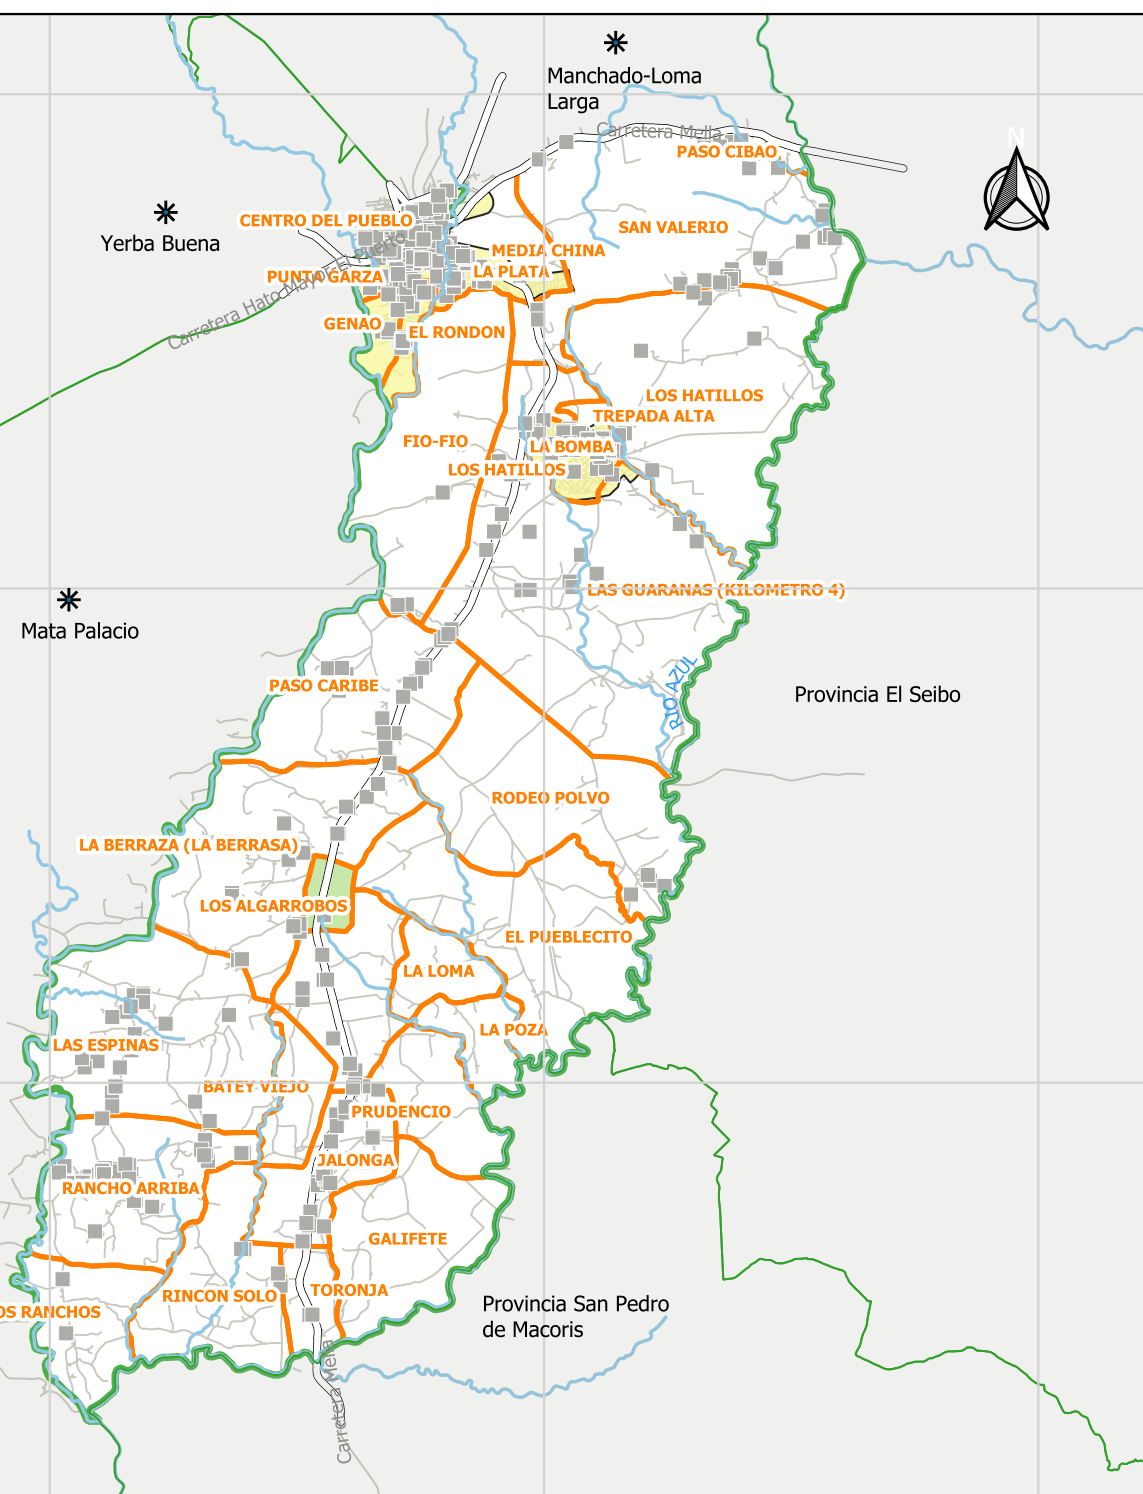 Manchado-Loma
Larga
Carretera Mella
N
PASO CIBAO
Yerba Buena
CENTRO DEL PUEBLO
SAN VALERIO
MEDIA CHINA
LA PLATA
PUNTA GARZA
Carretera Hato Mayor-El Puerto
GENAO
EL RONDON
LOS HATILLOS
TREPADA ALTA
FIO-FIO
LA BOMBA
LOS HATILLOS
LAS GUARANAS (KILOMETRO 4)
Mata Palacio
RIO AZUL
PASO CARIBE
Provincia El Seibo
RODEO POLVO
LA BERRAZA (LA BERRASA)
LOS ALGARROBOS
EL PUEBLECITO
LA LOMA
LA POZA
LAS ESPINAS
BATEY VIEJO
PRUDENCIO
JALONGA
RANCHO ARRIBA
GALIFETE
RINCON SOLO
TORONJA
OS RANCHOS
Provincia San Pedro
de Macoris
Carretera Mella